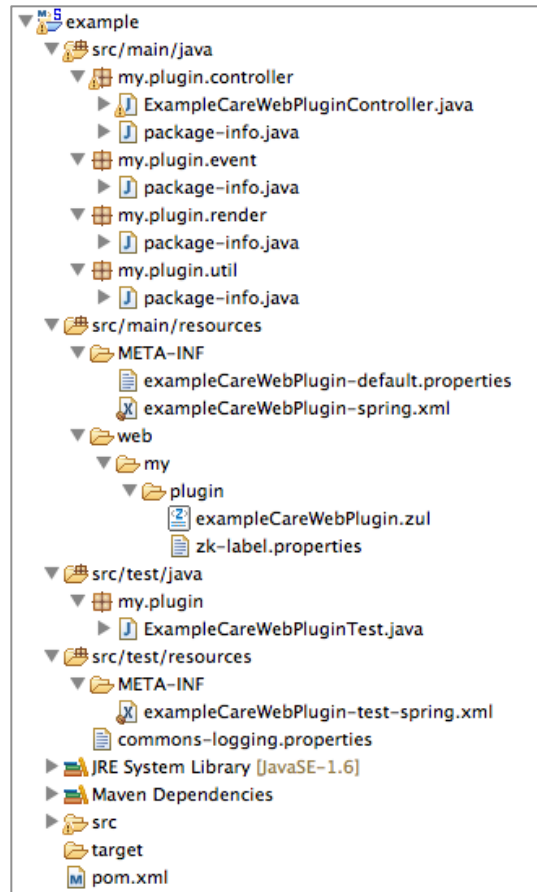 example
src/main/java
my.plugin.controller
ExampleCareWebPluginController.java
package-info.java
my.plugin.event
package-info.java
my.plugin.render
package-info.java
my.plugin.util
package-info.java
src/main/resources
META-INF
exampleCareWebPlugin-default.properties
exampleCareWebPlugin-spring.xml
web
my
plugin
exampleCareWebPlugin.zul
zk-label.properties
src/test/java
my.plugin
ExampleCareWebPluginTest.java
src/test/resources
META-INF
exampleCareWebPlugin-test-spring.xml
commons-logging.properties
JRE System Library [JavaSE-1.6]
Maven Dependencies
src
target
pom.xml